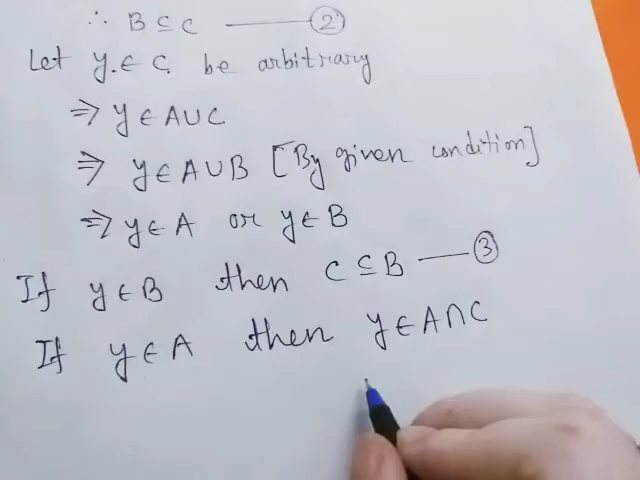 ∴ B ⊆ C —— ②
Let y ∈ C be arbitrary
⇒ y ∈ A ∪ C
⇒ y ∈ A ∪ B [By given condition]
⇒ y ∈ A or y ∈ B
If y ∈ B then C ⊆ B —— ③
If y ∈ A then y ∈ A ∩ C